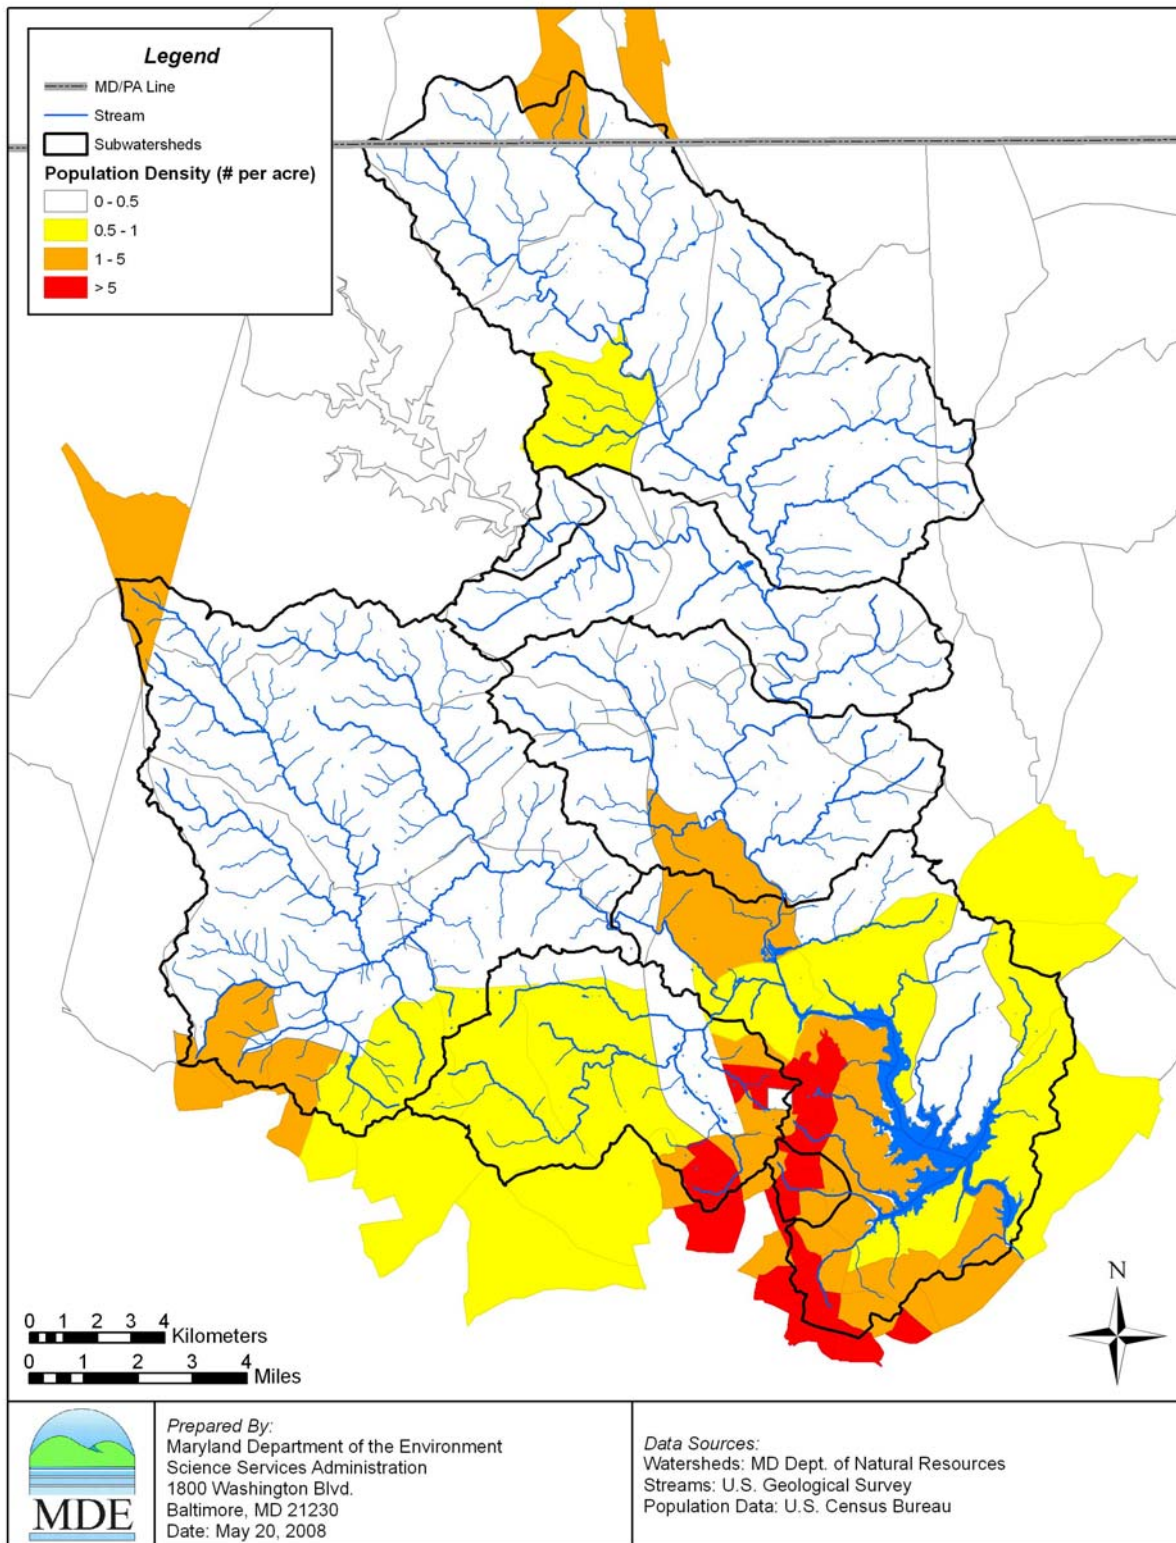 Legend
MD/PA Line
Stream
Subwatersheds
Population Density (# per acre)
0 - 0.5
0.5 - 1
1 - 5
> 5
N
0 1 2 3 4
Kilometers
0 1 2 3 4
Miles
MDE
Prepared By:
Maryland Department of the Environment
Science Services Administration
1800 Washington Blvd.
Baltimore, MD 21230
Date: May 20, 2008
Data Sources:
Watersheds: MD Dept. of Natural Resources
Streams: U.S. Geological Survey
Population Data: U.S. Census Bureau